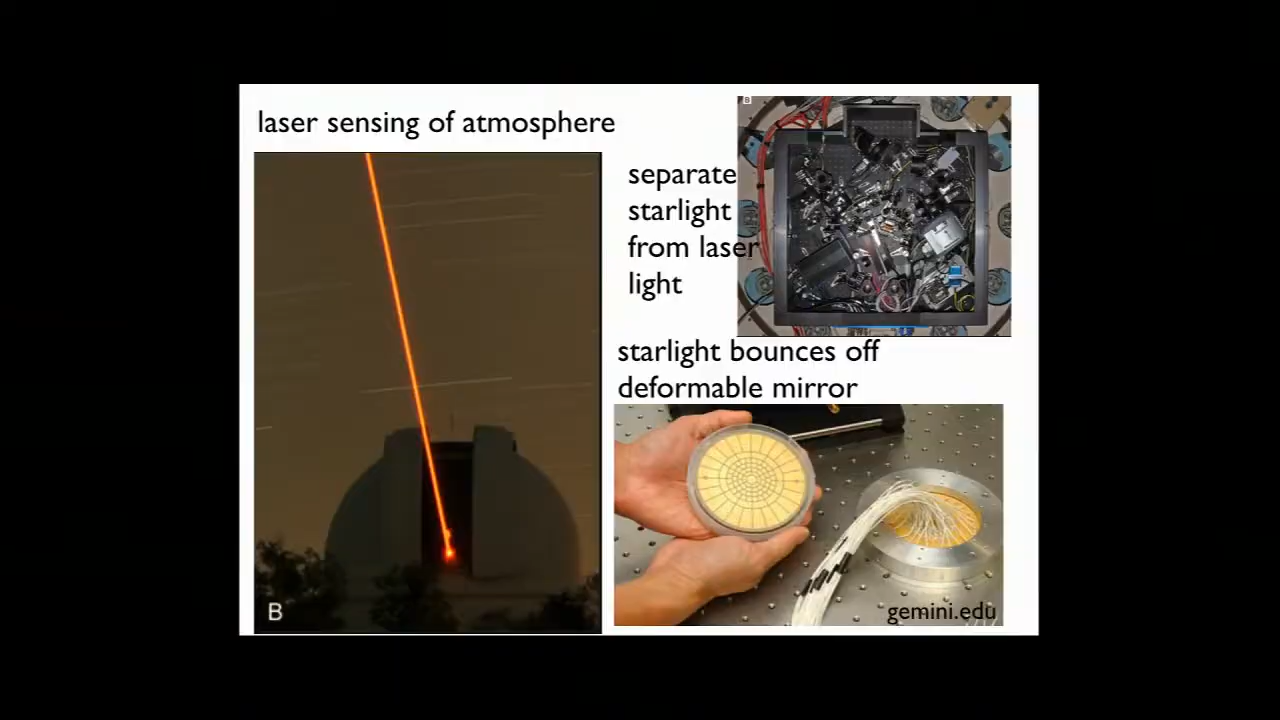 laser sensing of atmosphere
B
separate
starlight
from laser
light
B
starlight bounces off
deformable mirror
gemini.edu